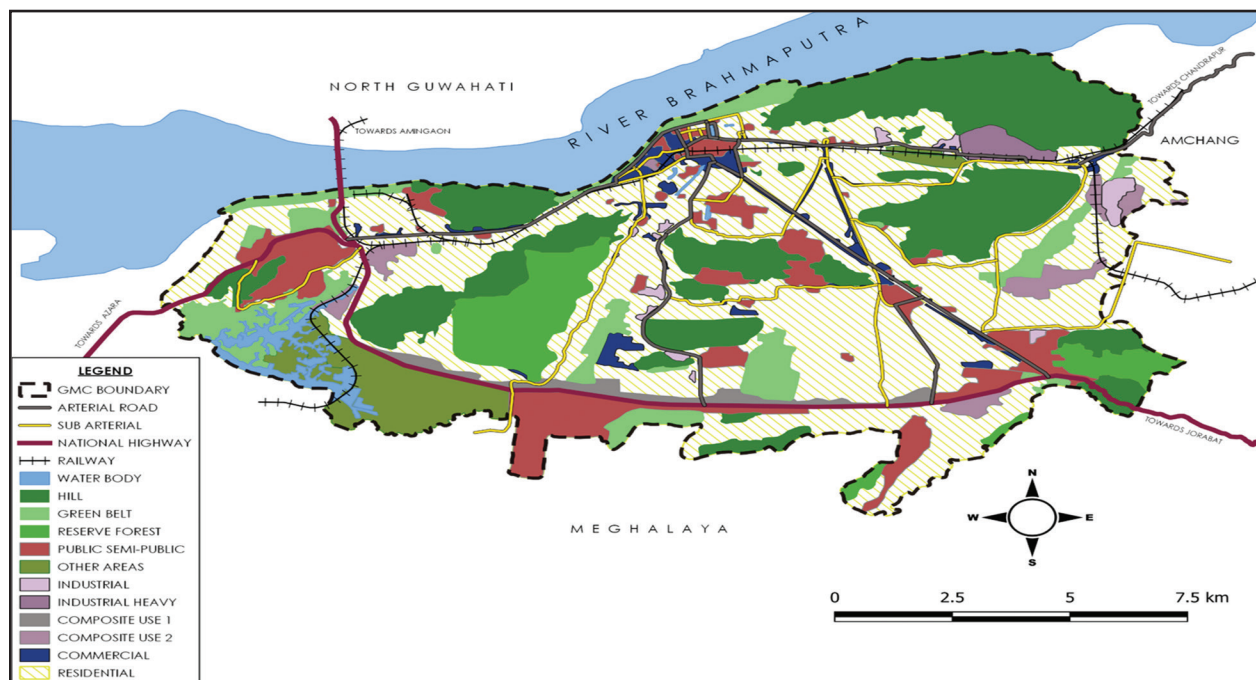 NORTH GUWAHATI
TOWARDS AMINGAON
RIVER BRAHMAPUTRA
TOWARDS CHANDRAPUR
AMCHANG
TOWARDS AZARA
LEGEND
GMC BOUNDARY
ARTERIAL ROAD
SUB ARTERIAL
NATIONAL HIGHWAY
RAILWAY
WATER BODY
HILL
GREEN BELT
RESERVE FOREST
PUBLIC SEMI-PUBLIC
OTHER AREAS
INDUSTRIAL
INDUSTRIAL HEAVY
COMPOSITE USE 1
COMPOSITE USE 2
COMMERCIAL
RESIDENTIAL
TOWARDS JORABAT
MEGHALAYA
N
W E
S
0 2.5 5 7.5 km